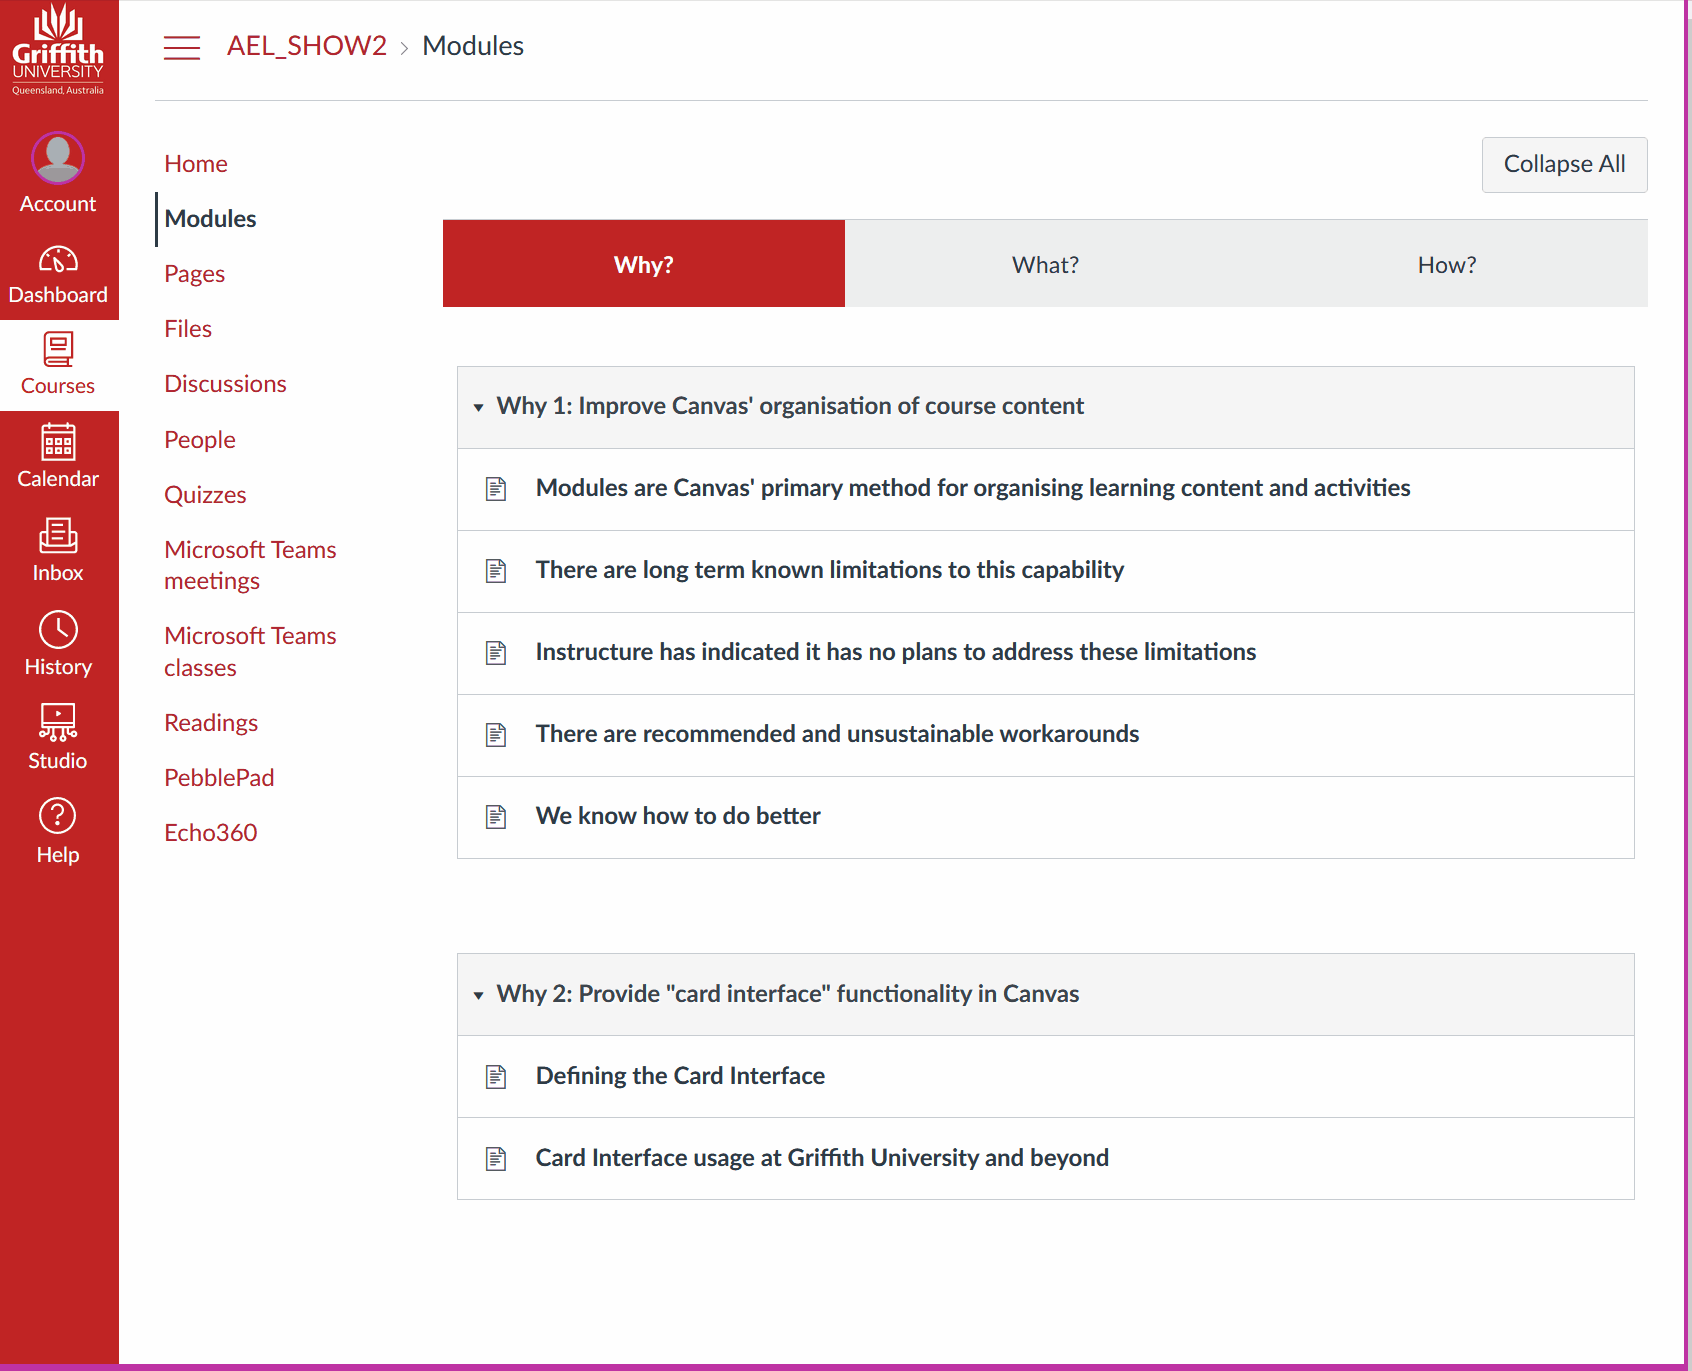 Griffith
UNIVERSITY
Queensland, Australia
Account
Dashboard
Courses
Calendar
Inbox
History
Studio
Help
AEL_SHOW2 > Modules
Home
Modules
Pages
Files
Discussions
People
Quizzes
Microsoft Teams
meetings
Microsoft Teams
classes
Readings
PebblePad
Echo360
Collapse All
Why? What? How?
Why 1: Improve Canvas' organisation of course content
Modules are Canvas' primary method for organising learning content and activities
There are long term known limitations to this capability
Instructure has indicated it has no plans to address these limitations
There are recommended and unsustainable workarounds
We know how to do better
Why 2: Provide "card interface" functionality in Canvas
Defining the Card Interface
Card Interface usage at Griffith University and beyond